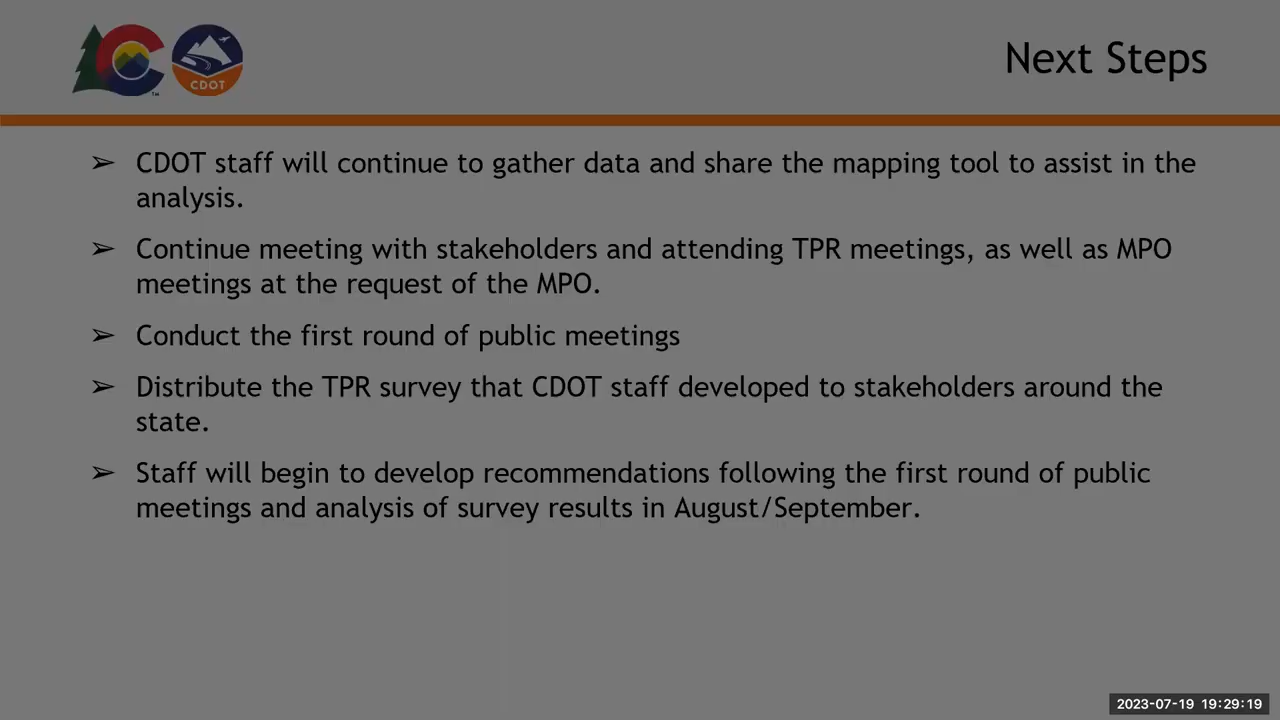 CDOT
Next Steps
➢ CDOT staff will continue to gather data and share the mapping tool to assist in the
analysis.
➢ Continue meeting with stakeholders and attending TPR meetings, as well as MPO
meetings at the request of the MPO.
➢ Conduct the first round of public meetings
➢ Distribute the TPR survey that CDOT staff developed to stakeholders around the
state.
➢ Staff will begin to develop recommendations following the first round of public
meetings and analysis of survey results in August/September.
2023-07-19 19:29:19